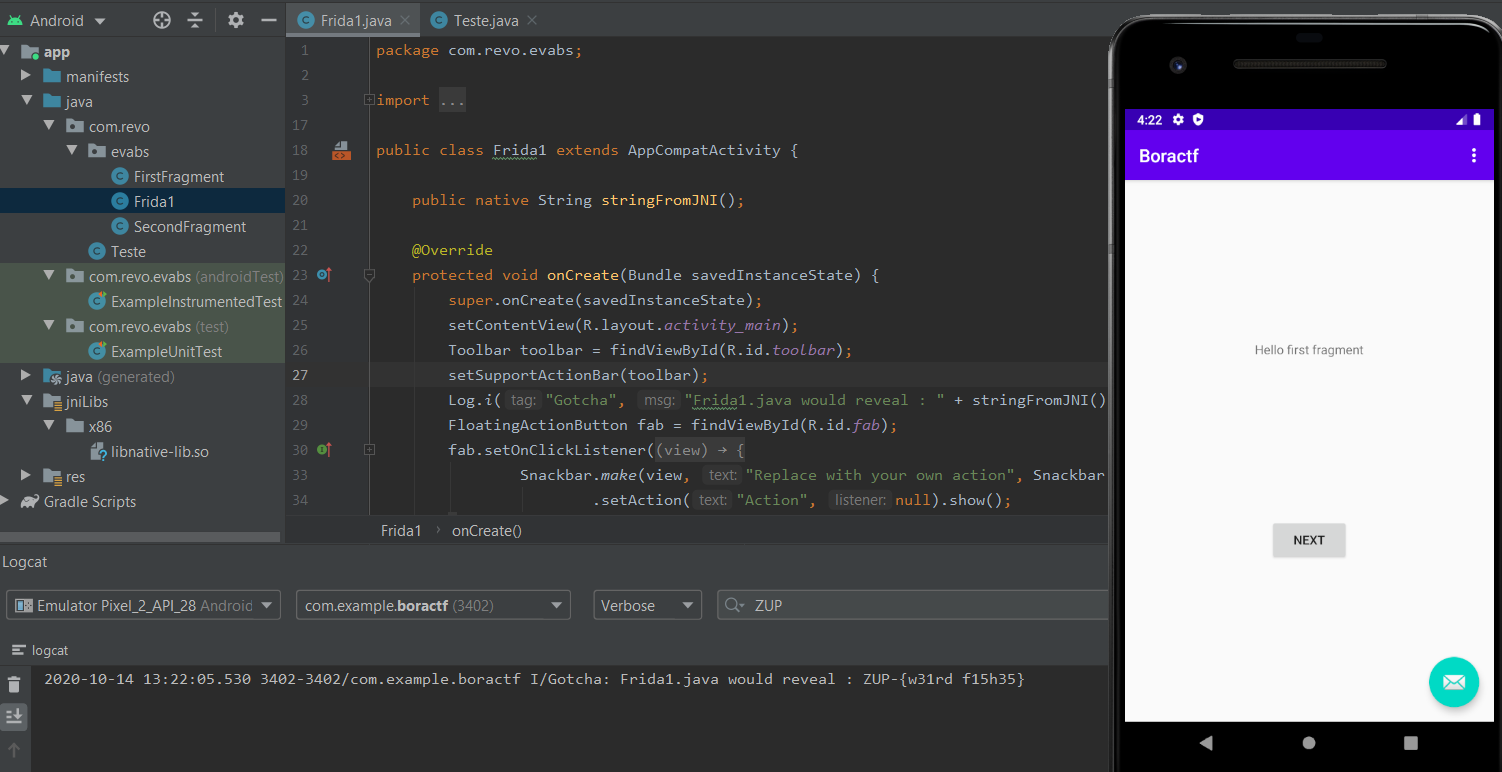 Android
Frida1.java
Teste.java
app
manifests
java
com.revo
evabs
FirstFragment
Frida1
SecondFragment
Teste
com.revo.evabs (androidTest)
ExampleInstrumentedTest
com.revo.evabs (test)
ExampleUnitTest
java (generated)
jniLibs
x86
libnative-lib.so
res
Gradle Scripts
1 package com.revo.evabs;
2
3 import ...
17
18 public class Frida1 extends AppCompatActivity {
19
20 public native String stringFromJNI();
21
22 @Override
23 protected void onCreate(Bundle savedInstanceState) {
24 super.onCreate(savedInstanceState);
25 setContentView(R.layout.activity_main);
26 Toolbar toolbar = findViewById(R.id.toolbar);
27 setSupportActionBar(toolbar);
28 Log.i( tag: "Gotcha", msg: "Frida1.java would reveal : " + stringFromJNI()
29 FloatingActionButton fab = findViewById(R.id.fab);
30 fab.setOnClickListener((view) → {
33 Snackbar.make(view, text: "Replace with your own action", Snackbar
34 .setAction( text: "Action", listener: null).show();
Frida1 › onCreate()
4:22
Boractf
Hello first fragment
NEXT
Logcat
Emulator Pixel_2_API_28 Android
com.example.boractf (3402)
Verbose
ZUP
logcat
2020-10-14 13:22:05.530 3402-3402/com.example.boractf I/Gotcha: Frida1.java would reveal : ZUP-{w31rd f15h35}